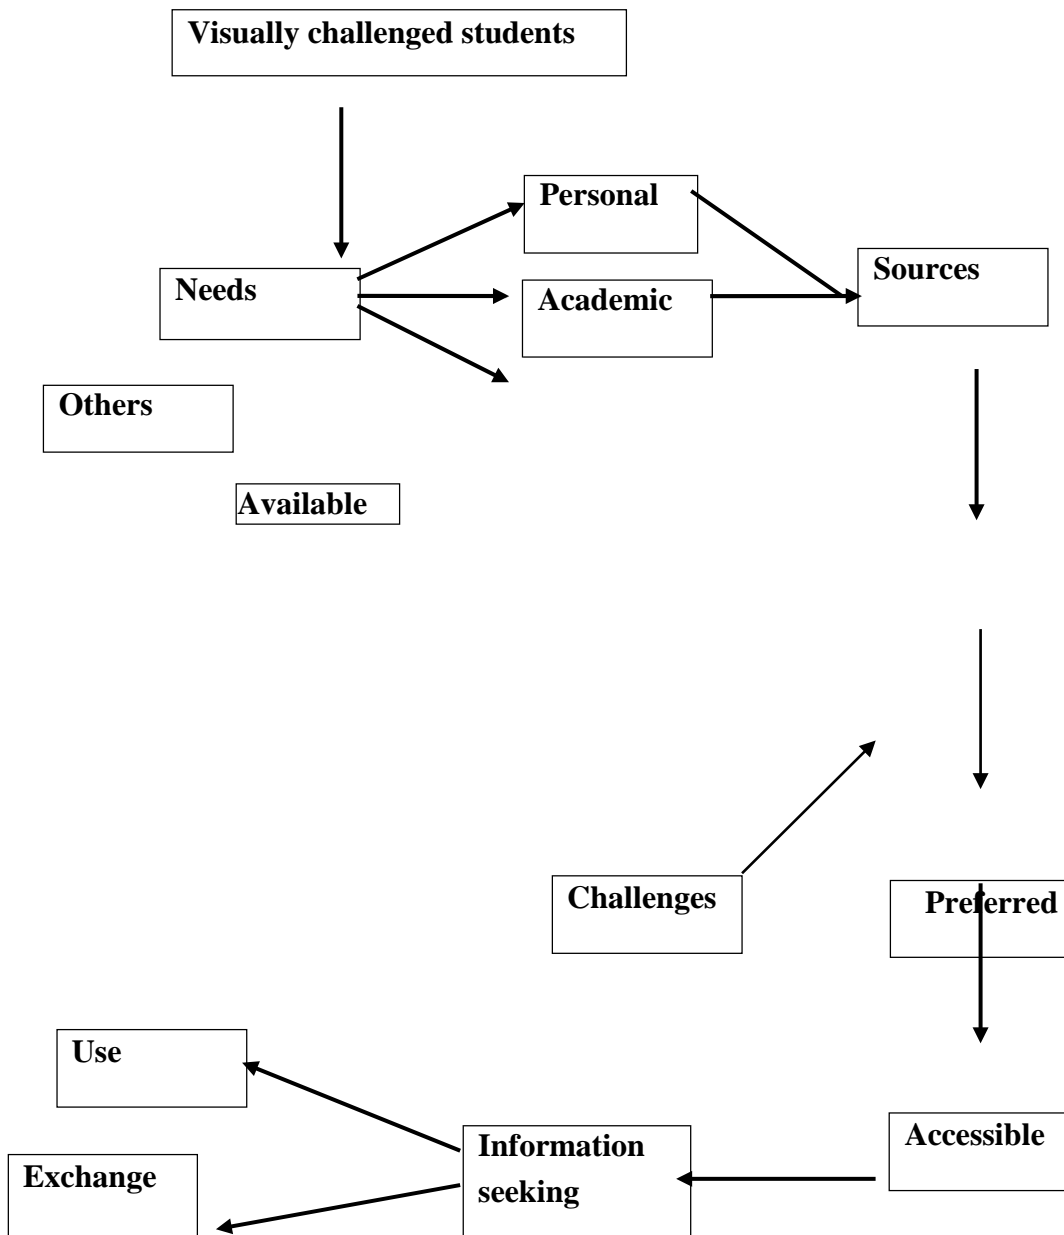 Visually challenged students
Personal
Sources
Needs
Academic
Others
Available
Challenges
Preferred
Use
Accessible
Information
seeking
Exchange